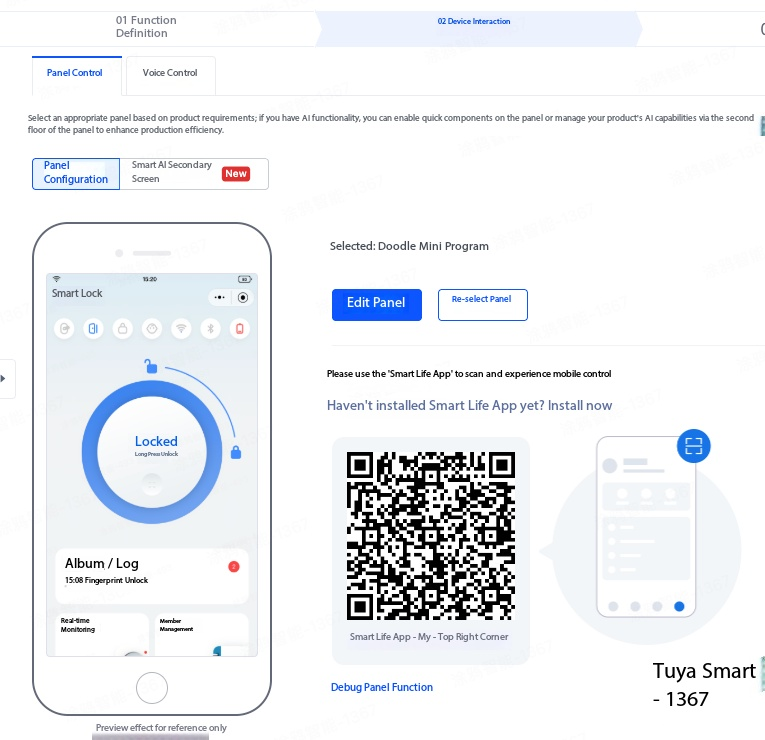 01 Function
Definition
02 Device Interaction
Panel Control
Voice Control
Select an appropriate panel based on product requirements; if you have AI functionality, you can enable quick components on the panel or manage your product's AI capabilities via the second
floor of the panel to enhance production efficiency.
Panel
Configuration
Smart AI Secondary
Screen
New
Selected: Doodle Mini Program
Edit Panel
Re-select Panel
Please use the 'Smart Life App' to scan and experience mobile control
Haven't installed Smart Life App yet? Install now
15:20
Smart Lock
Locked
Long Press Unlock
Album / Log
2
15:08 Fingerprint Unlock
Real-time
Monitoring
Member
Management
Smart Life App - My - Top Right Corner
Debug Panel Function
Tuya Smart
- 1367
Preview effect for reference only